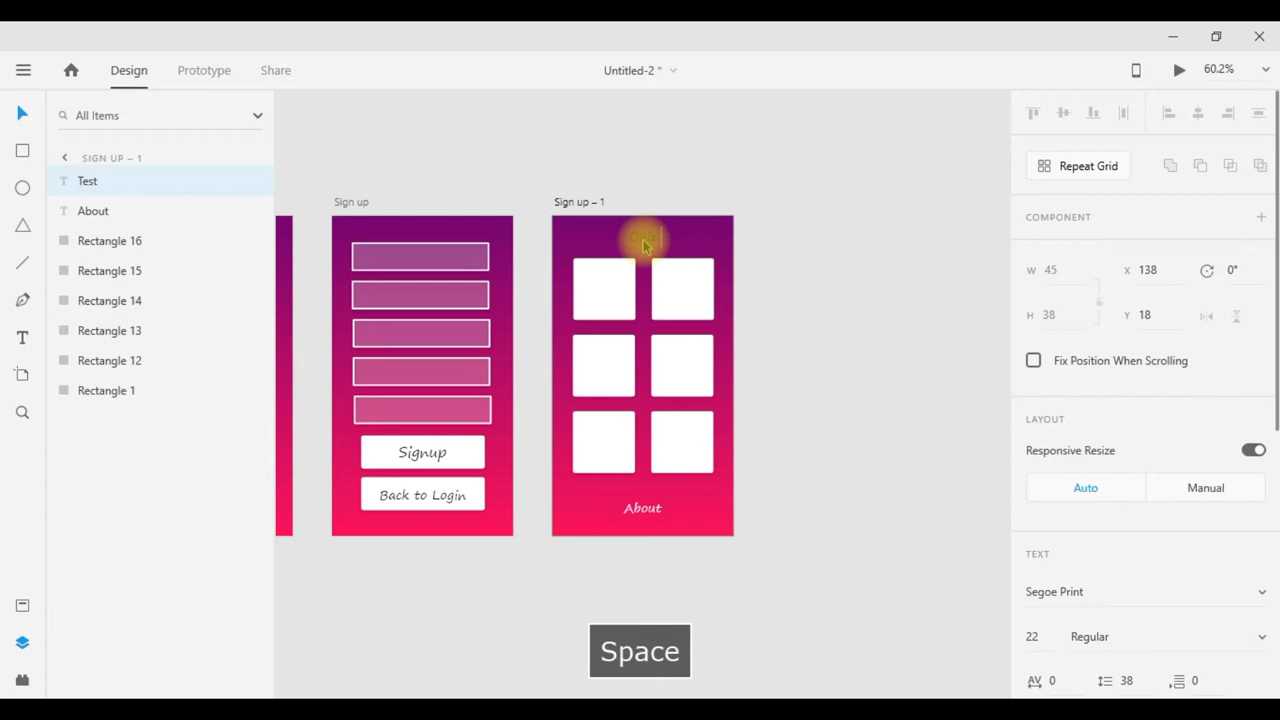 Design
Prototype
Share
Untitled-2 *
60.2%
All Items
SIGN UP – 1
Test
About
Rectangle 16
Rectangle 15
Rectangle 14
Rectangle 13
Rectangle 12
Rectangle 1
Sign up
Signup
Back to Login
Sign up – 1
About
Space
Repeat Grid
COMPONENT
W 45
X 138
0°
H 38
Y 18
Fix Position When Scrolling
LAYOUT
Responsive Resize
Auto
Manual
TEXT
Segoe Print
22
Regular
AV 0
38
0